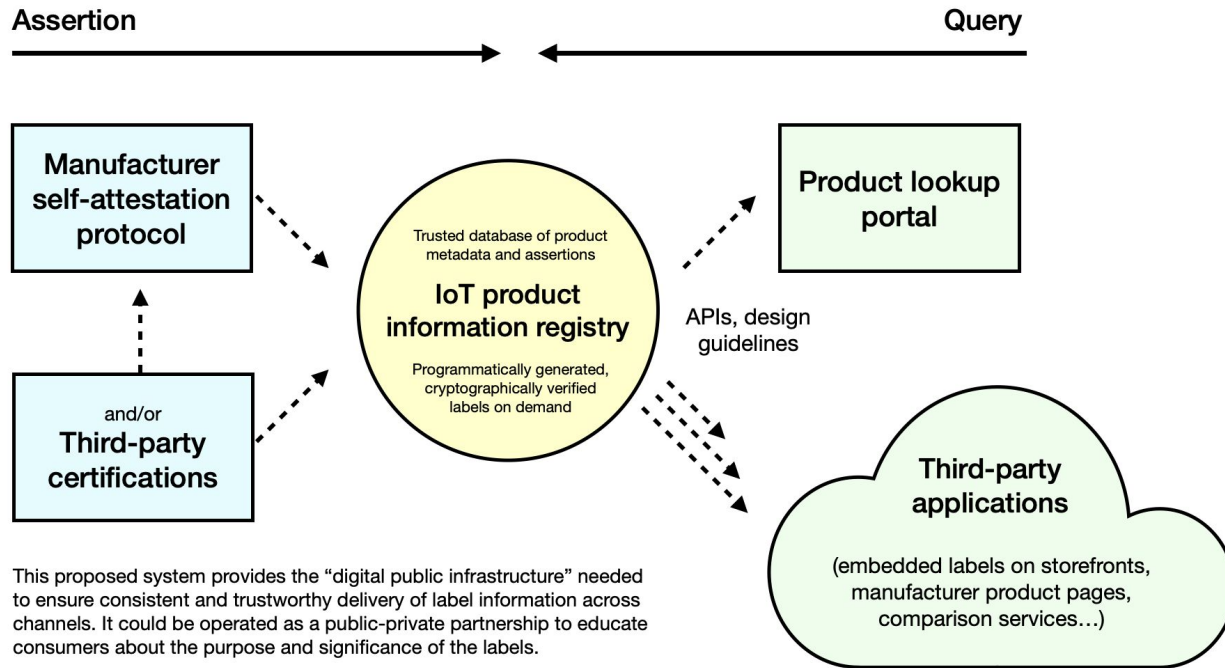 Assertion
Query
Manufacturer
self-attestation
protocol
and/or
Third-party
certifications
Trusted database of product
metadata and assertions
IoT product
information registry
Programmatically generated,
cryptographically verified
labels on demand
Product lookup
portal
APIs, design
guidelines
Third-party
applications
(embedded labels on storefronts,
manufacturer product pages,
comparison services…)
This proposed system provides the “digital public infrastructure” needed
to ensure consistent and trustworthy delivery of label information across
channels. It could be operated as a public-private partnership to educate
consumers about the purpose and significance of the labels.